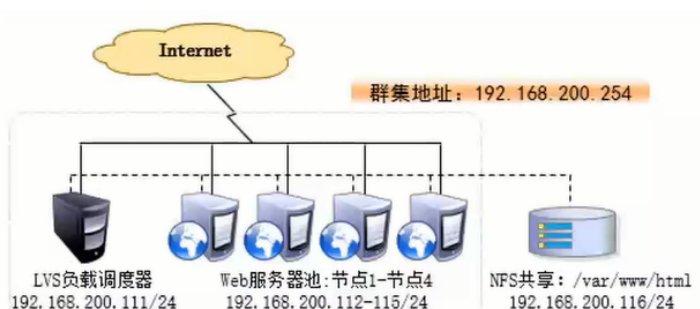 Internet
群集地址：192.168.200.254
LVS负载调度器
192.168.200.111/24
Web服务器池:节点1-节点4
192.168.200.112-115/24
NFS共享：/var/www/html
192.168.200.116/24